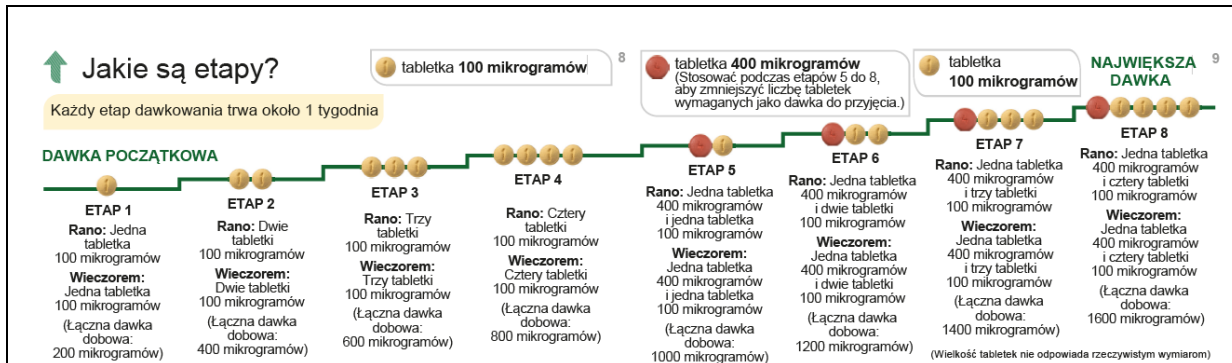 Jakie są etapy?
Każdy etap dawkowania trwa około 1 tygodnia
tabletka 100 mikrogramów
8
tabletka 400 mikrogramów
(Stosować podczas etapów 5 do 8,
aby zmniejszyć liczbę tabletek
wymaganych jako dawka do przyjęcia.)
tabletka
100 mikrogramów
NAJWIĘKSZA
DAWKA
9
DAWKA POCZĄTKOWA
ETAP 1
Rano: Jedna
tabletka
100 mikrogramów
Wieczorem:
Jedna tabletka
100 mikrogramów
(Łączna dawka
dobowa:
200 mikrogramów)
ETAP 2
Rano: Dwie
tabletki
100 mikrogramów
Wieczorem:
Dwie tabletki
100 mikrogramów
(Łączna dawka
dobowa:
400 mikrogramów)
ETAP 3
Rano: Trzy
tabletki
100 mikrogramów
Wieczorem:
Trzy tabletki
100 mikrogramów
(Łączna dawka
dobowa:
600 mikrogramów)
ETAP 4
Rano: Cztery
tabletki
100 mikrogramów
Wieczorem:
Cztery tabletki
100 mikrogramów
(Łączna dawka
dobowa:
800 mikrogramów)
ETAP 5
Rano: Jedna tabletka
400 mikrogramów
i jedna tabletka
100 mikrogramów
Wieczorem:
Jedna tabletka
400 mikrogramów
i jedna tabletka
100 mikrogramów
(Łączna dawka
dobowa:
1000 mikrogramów)
ETAP 6
Rano: Jedna tabletka
400 mikrogramów
i dwie tabletki
100 mikrogramów
Wieczorem:
Jedna tabletka
400 mikrogramów
i dwie tabletki
100 mikrogramów
(Łączna dawka
dobowa:
1200 mikrogramów)
ETAP 7
Rano: Jedna tabletka
400 mikrogramów
i trzy tabletki
100 mikrogramów
Wieczorem:
Jedna tabletka
400 mikrogramów
i trzy tabletki
100 mikrogramów
(Łączna dawka
dobowa:
1400 mikrogramów)
ETAP 8
Rano: Jedna tabletka
400 mikrogramów
i cztery tabletki
100 mikrogramów
Wieczorem:
Jedna tabletka
400 mikrogramów
i cztery tabletki
100 mikrogramów
(Łączna dawka
dobowa:
1600 mikrogramów)
(Wielkość tabletek nie odpowiada rzeczywistym wymiarom)